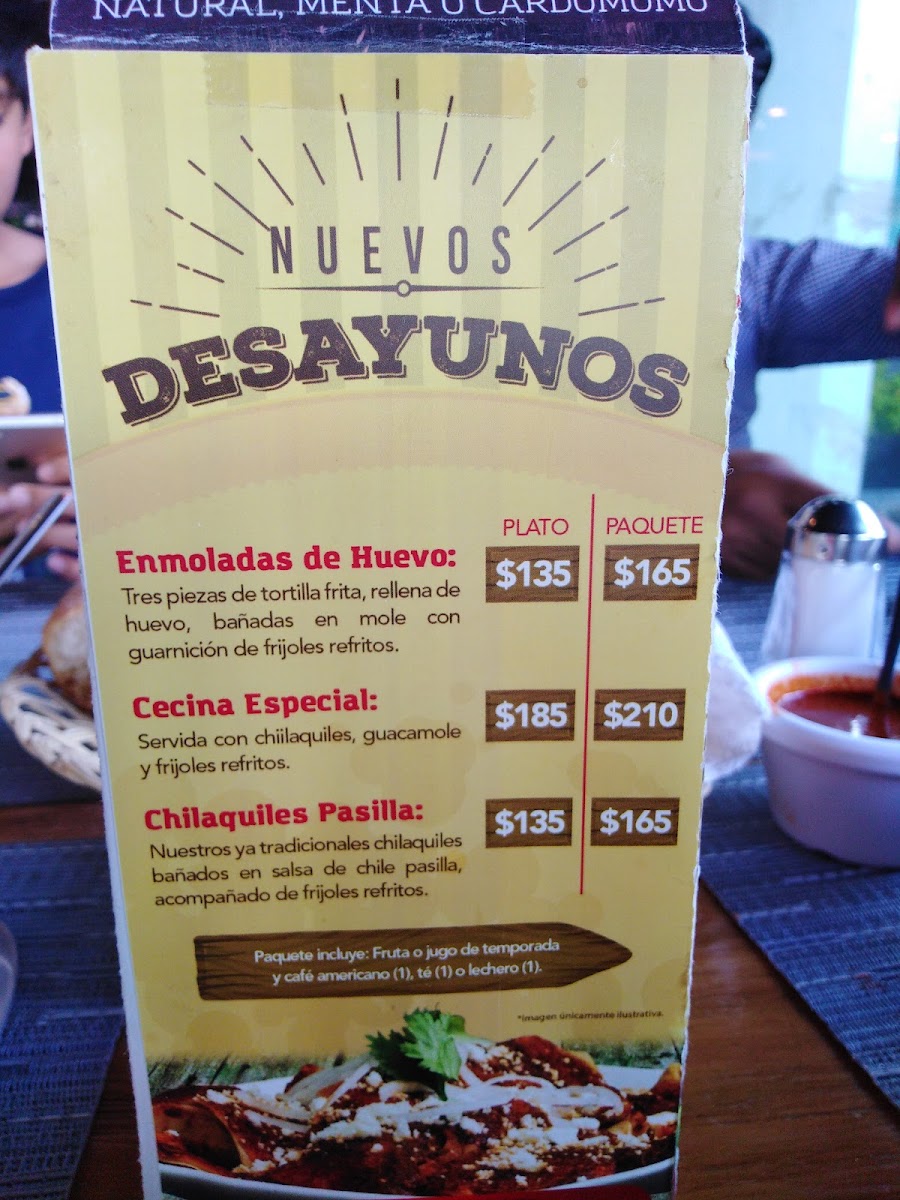 NATURAL, MENTA O CARDOMOMO
NUEVOS
DESAYUNOS
PLATO PAQUETE
Enmoladas de Huevo: $135 $165
Tres piezas de tortilla frita, rellena de
huevo, bañadas en mole con
guarnición de frijoles refritos.
Cecina Especial: $185 $210
Servida con chiilaquiles, guacamole
y frijoles refritos.
Chilaquiles Pasilla: $135 $165
Nuestros ya tradicionales chilaquiles
bañados en salsa de chile pasilla,
acompañado de frijoles refritos.
Paquete incluye: Fruta o jugo de temporada
y café americano (1), té (1) o lechero (1).
*Imagen únicamente ilustrativa.